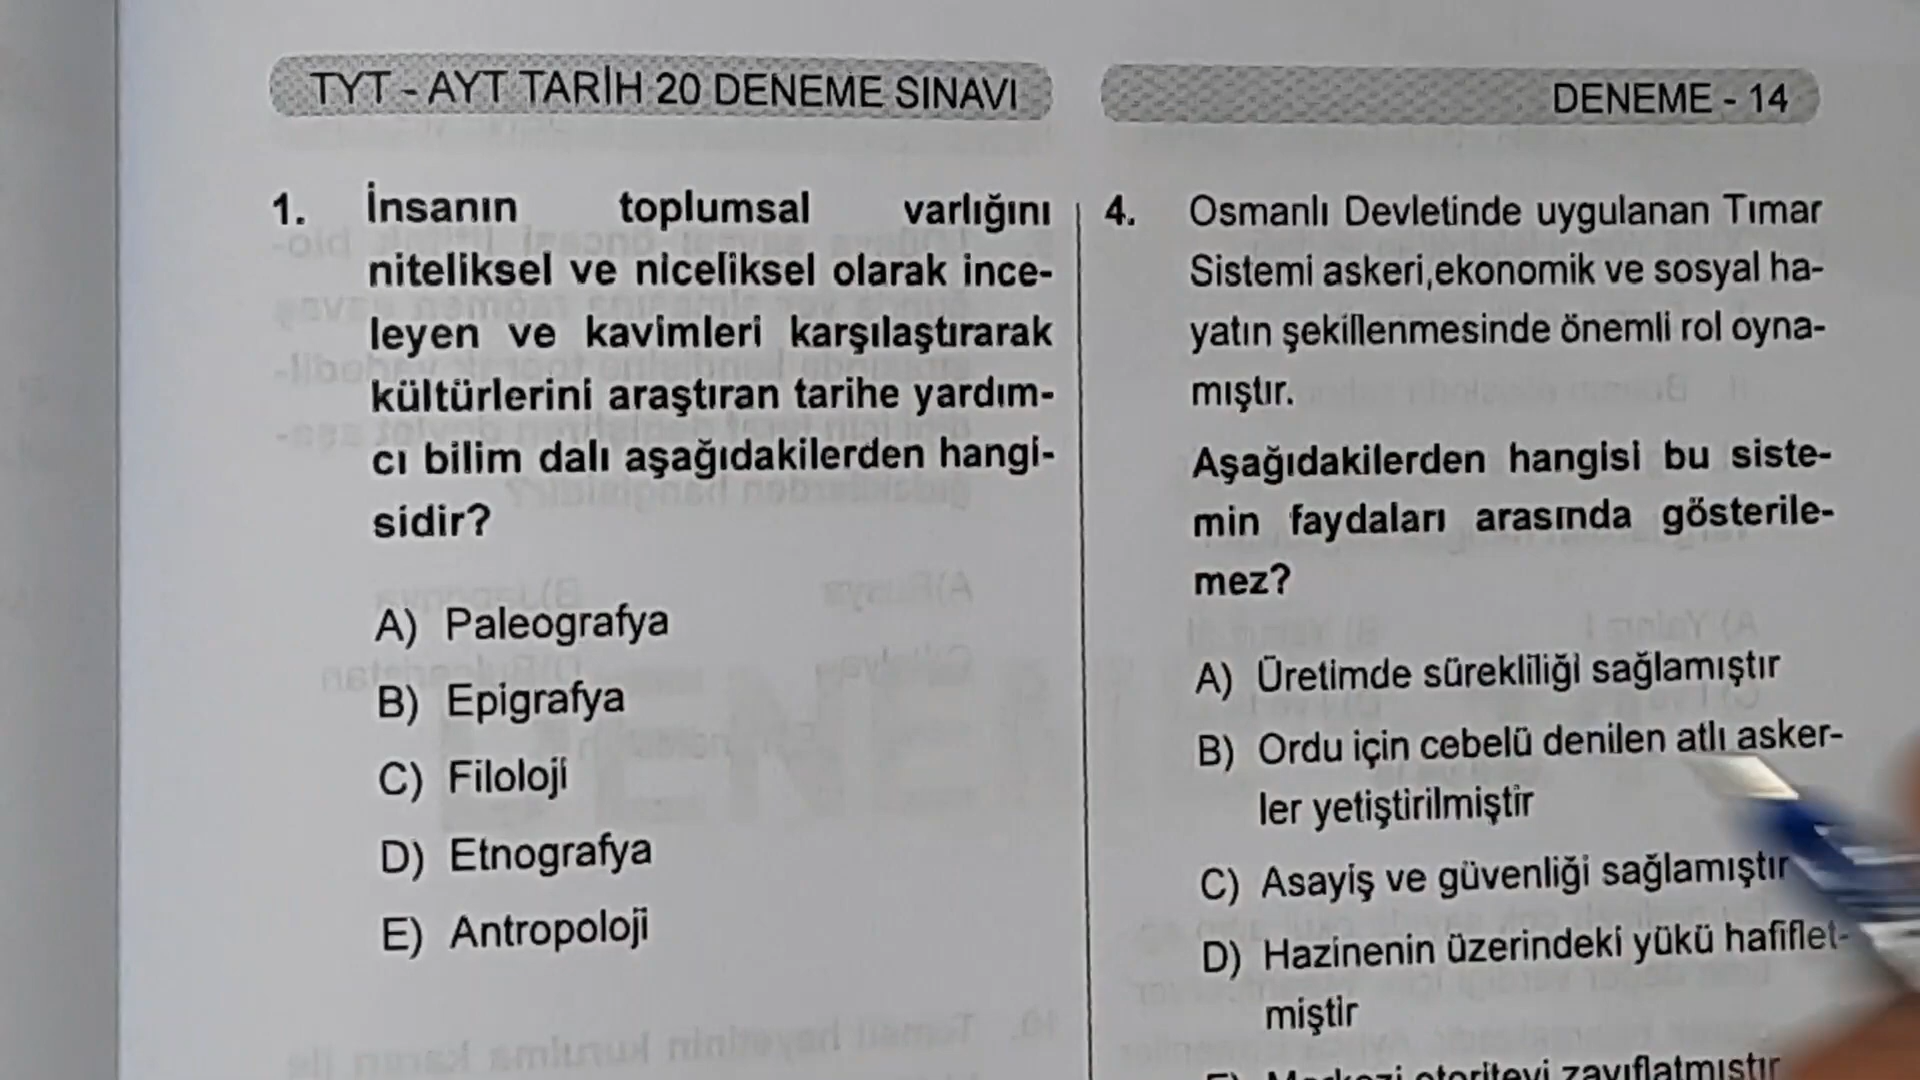 TYT - AYT TARİH 20 DENEME SINAVI
DENEME - 14
1. İnsanın toplumsal varlığını
niteliksel ve niceliksel olarak ince-
leyen ve kavimleri karşılaştırarak
kültürlerini araştıran tarihe yardım-
cı bilim dalı aşağıdakilerden hangi-
sidir?
A) Paleografya
B) Epigrafya
C) Filoloji
D) Etnografya
E) Antropoloji
4. Osmanlı Devletinde uygulanan Tımar
Sistemi askeri,ekonomik ve sosyal ha-
yatın şekillenmesinde önemli rol oyna-
mıştır.
Aşağıdakilerden hangisi bu siste-
min faydaları arasında gösterile-
mez?
A) Üretimde sürekliliği sağlamıştır
B) Ordu için cebelü denilen atlı asker-
ler yetiştirilmiştir
C) Asayiş ve güvenliği sağlamıştır
D) Hazinenin üzerindeki yükü hafiflet-
miştir
E) Merkezi otoriteyi zayıflatmıştır